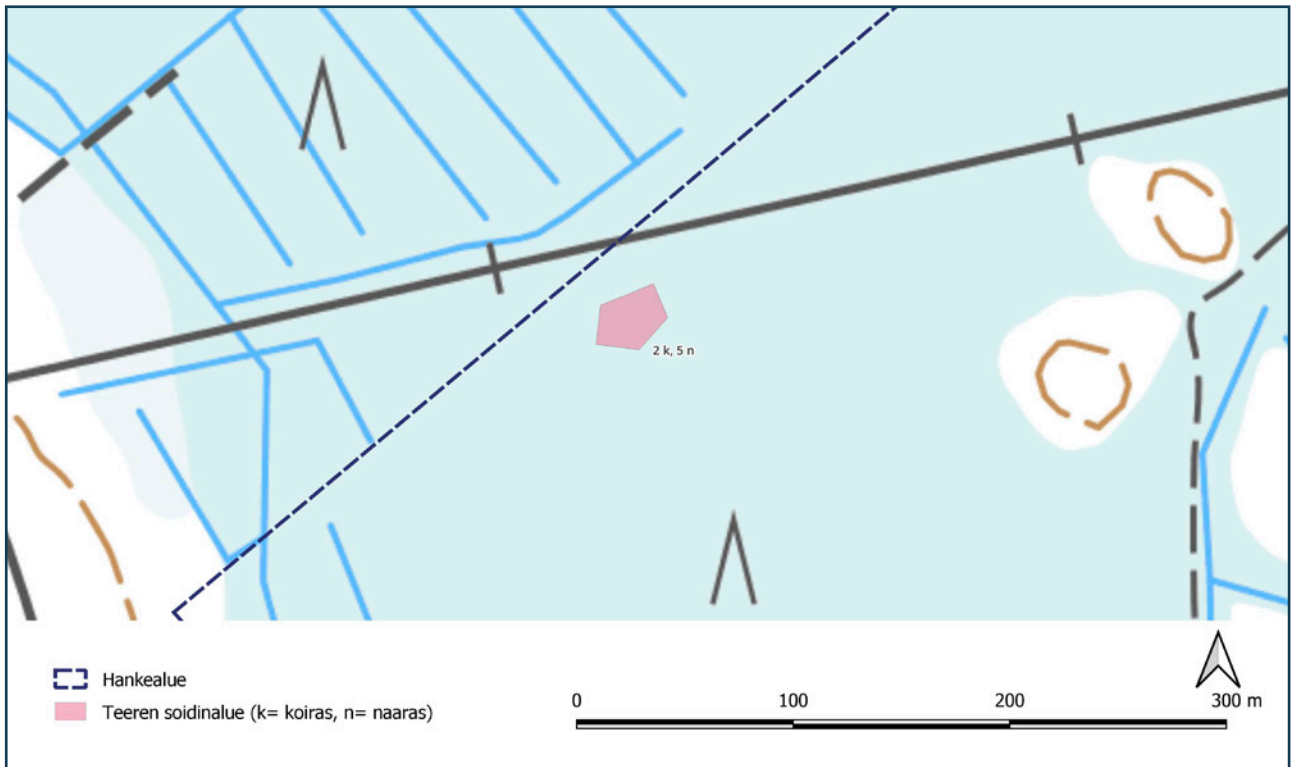 2 k, 5 n
Hankealue
Teeren soidinalue (k= koiras, n= naaras)
0 100 200 300 m